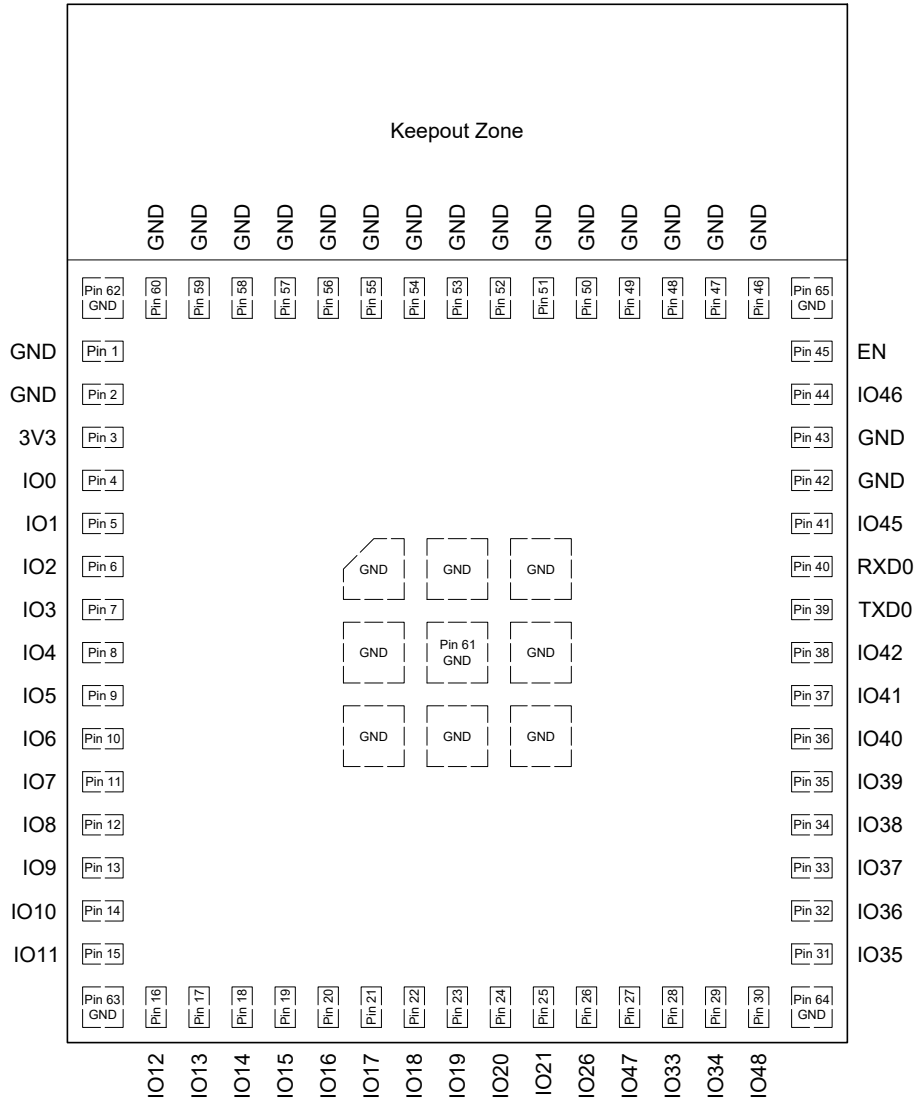 Keepout Zone
GND GND GND GND GND GND GND GND GND GND GND GND GND GND GND
Pin 62 GND Pin 60 Pin 59 Pin 58 Pin 57 Pin 56 Pin 55 Pin 54 Pin 53 Pin 52 Pin 51 Pin 50 Pin 49 Pin 48 Pin 47 Pin 46 Pin 65 GND
GND Pin 1 Pin 45 EN
GND Pin 2 Pin 44 IO46
3V3 Pin 3 Pin 43 GND
IO0 Pin 4 Pin 42 GND
IO1 Pin 5 Pin 41 IO45
IO2 Pin 6 GND GND GND Pin 40 RXD0
IO3 Pin 7 Pin 39 TXD0
IO4 Pin 8 GND Pin 61 GND GND Pin 38 IO42
IO5 Pin 9 Pin 37 IO41
IO6 Pin 10 GND GND GND Pin 36 IO40
IO7 Pin 11 Pin 35 IO39
IO8 Pin 12 Pin 34 IO38
IO9 Pin 13 Pin 33 IO37
IO10 Pin 14 Pin 32 IO36
IO11 Pin 15 Pin 31 IO35
Pin 63 GND Pin 16 Pin 17 Pin 18 Pin 19 Pin 20 Pin 21 Pin 22 Pin 23 Pin 24 Pin 25 Pin 26 Pin 27 Pin 28 Pin 29 Pin 30 Pin 64 GND
IO12 IO13 IO14 IO15 IO16 IO17 IO18 IO19 IO20 IO21 IO26 IO47 IO33 IO34 IO48